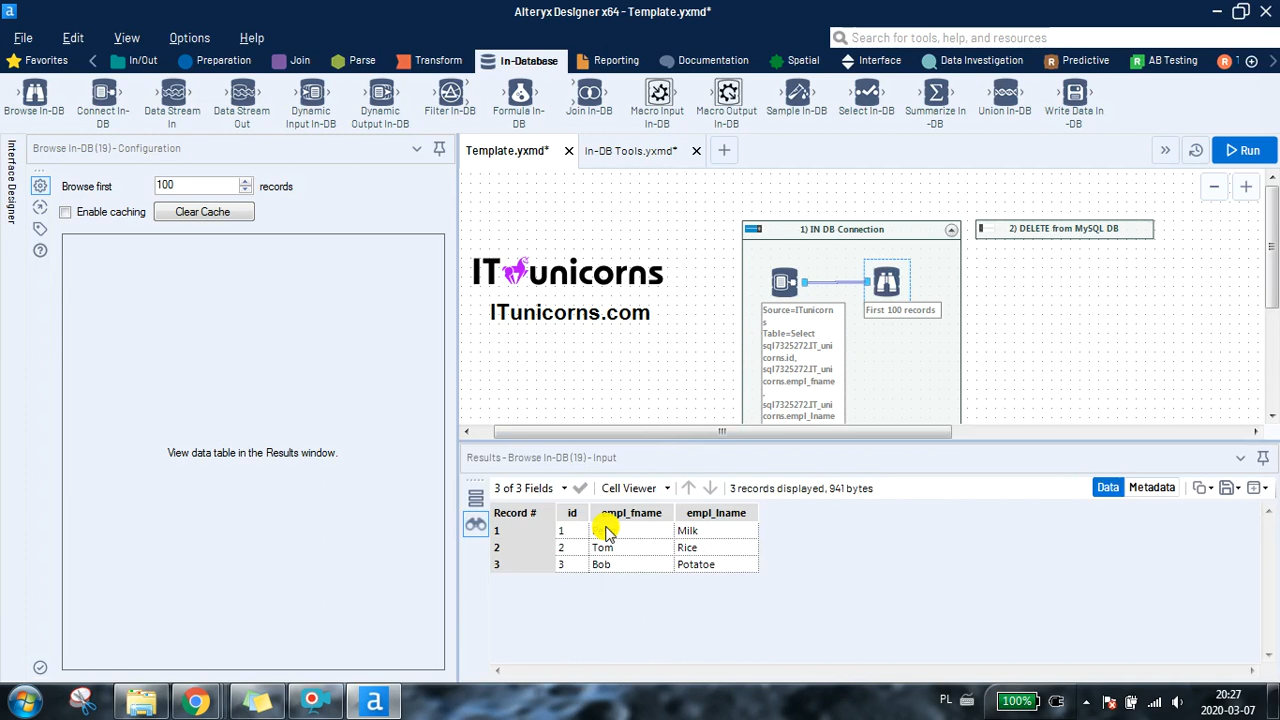 Alteryx Designer x64 - Template.yxmd*
File Edit View Options Help
Search for tools, help, and resources
Favorites In/Out Preparation Join Parse Transform In-Database Reporting Documentation Spatial Interface Data Investigation Predictive AB Testing
Browse In-DB Connect In-DB Data Stream In Data Stream Out Dynamic Input In-DB Dynamic Output In-DB Filter In-DB Formula In-DB Join In-DB Macro Input In-DB Macro Output In-DB Sample In-DB Select In-DB Summarize In-DB Union In-DB Write Data In-DB
Interface Designer
Browse In-DB (19) - Configuration
Browse first 100 records
Enable caching Clear Cache
View data table in the Results window.
Template.yxmd* In-DB Tools.yxmd*
Run
1) IN DB Connection
2) DELETE from MySQL DB
ITunicorns
ITunicorns.com
Source=ITunicorn
s
Table=Select
sql7325272.IT_uni
corns.id,
sql7325272.IT_uni
corns.empl_fname
,
sql7325272.IT_uni
corns.empl_lname
First 100 records
Results - Browse In-DB (19) - Input
3 of 3 Fields Cell Viewer 3 records displayed, 941 bytes Data Metadata
Record # id empl_fname empl_lname
1 1 Milk
2 2 Tom Rice
3 3 Bob Potatoe
PL 100% 20:27
2020-03-07